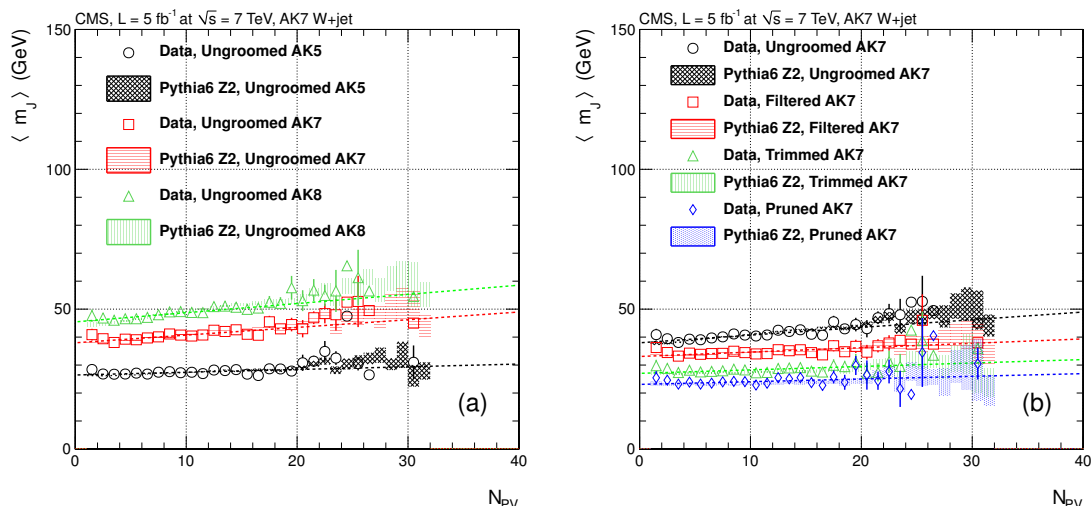 CMS, L = 5 fb⁻¹ at √s = 7 TeV, AK7 W+jet
⟨ m_J ⟩ (GeV)
150
100
50
0
Data, Ungroomed AK5
Pythia6 Z2, Ungroomed AK5
Data, Ungroomed AK7
Pythia6 Z2, Ungroomed AK7
Data, Ungroomed AK8
Pythia6 Z2, Ungroomed AK8
(a)
0 10 20 30 40
N_PV
CMS, L = 5 fb⁻¹ at √s = 7 TeV, AK7 W+jet
⟨ m_J ⟩ (GeV)
150
100
50
0
Data, Ungroomed AK7
Pythia6 Z2, Ungroomed AK7
Data, Filtered AK7
Pythia6 Z2, Filtered AK7
Data, Trimmed AK7
Pythia6 Z2, Trimmed AK7
Data, Pruned AK7
Pythia6 Z2, Pruned AK7
(b)
0 10 20 30 40
N_PV